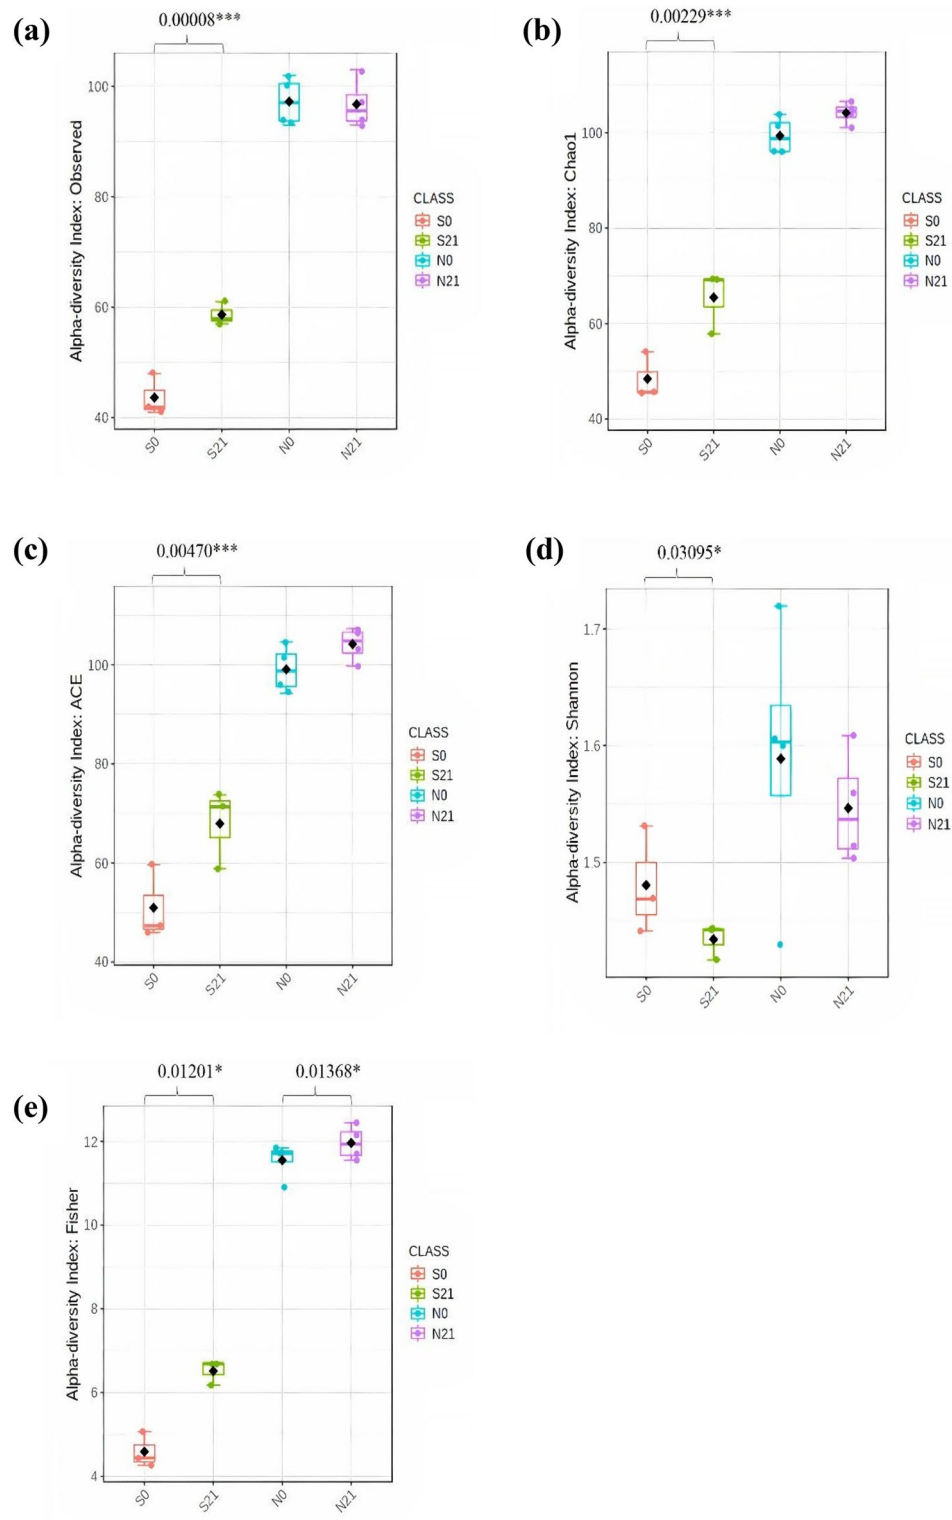 (a)
0.00008***
Alpha-diversity Index: Observed
100
80
60
40
S0
S21
N0
N21
CLASS
S0
S21
N0
N21
(b)
0.00229***
Alpha-diversity Index: Chao1
100
80
60
40
S0
S21
N0
N21
CLASS
S0
S21
N0
N21
(c)
0.00470***
Alpha-diversity Index: ACE
100
80
60
40
S0
S21
N0
N21
CLASS
S0
S21
N0
N21
(d)
0.03095*
Alpha-diversity Index: Shannon
1.7
1.6
1.5
S0
S21
N0
N21
CLASS
S0
S21
N0
N21
(e)
0.01201*
0.01368*
Alpha-diversity Index: Fisher
12
10
8
6
4
S0
S21
N0
N21
CLASS
S0
S21
N0
N21